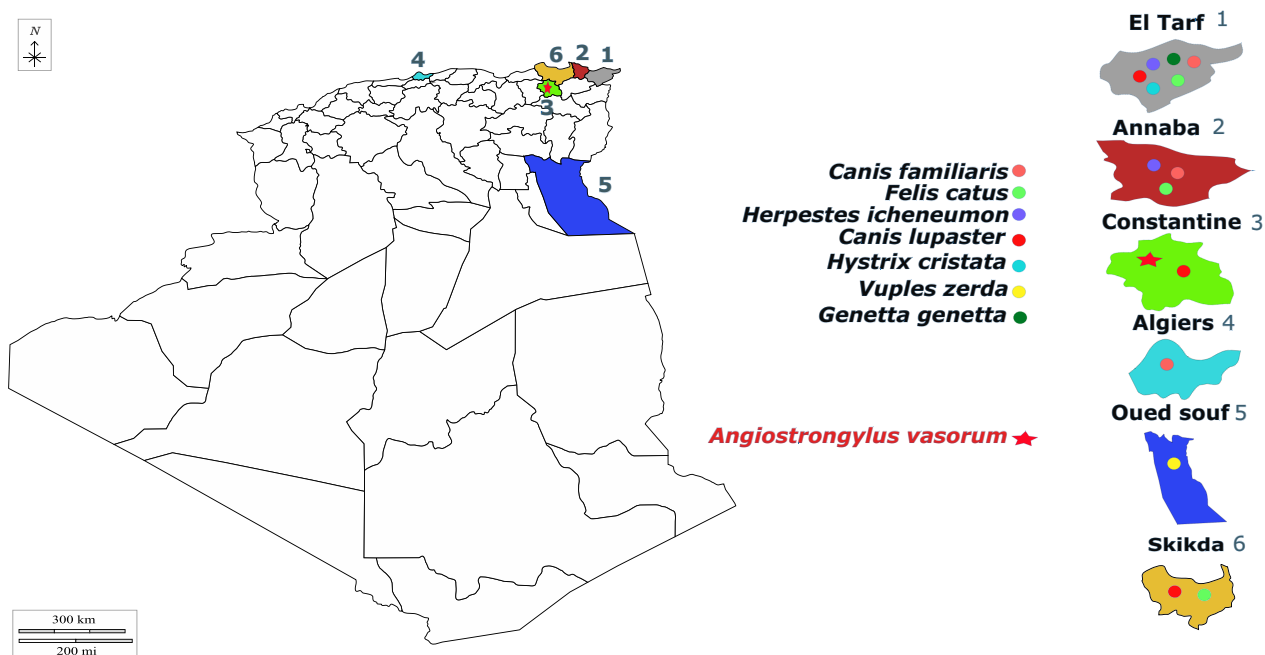 N
4
6
2
1
3
5
300 km
200 mi
Canis familiaris
Felis catus
Herpestes icheneumon
Canis lupaster
Hystrix cristata
Vuples zerda
Genetta genetta
Angiostrongylus vasorum
El Tarf 1
Annaba 2
Constantine 3
Algiers 4
Oued souf 5
Skikda 6